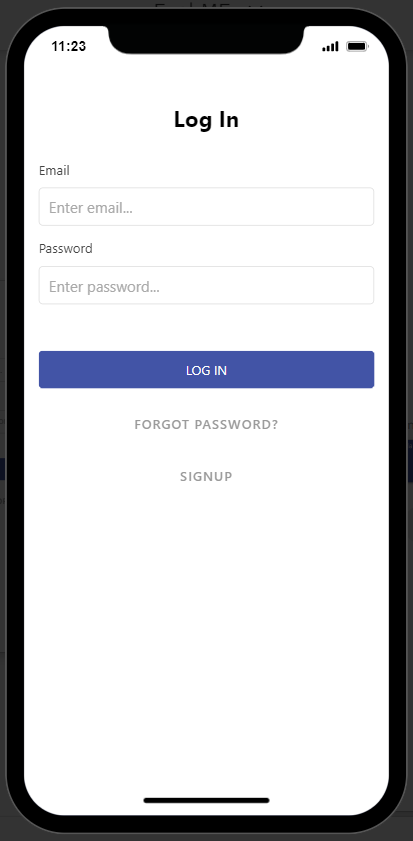 11:23
Log In
Email
Enter email...
Password
Enter password...
LOG IN
FORGOT PASSWORD?
SIGNUP